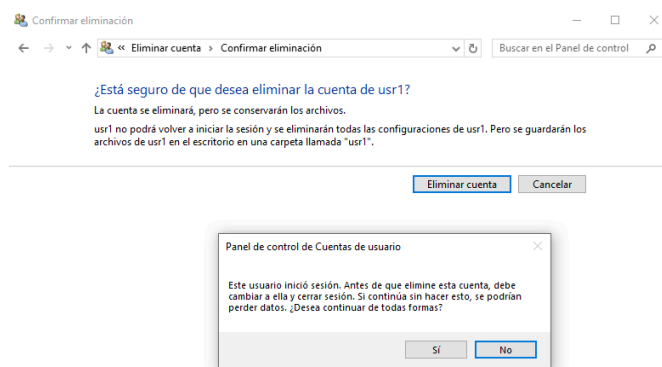 Confirmar eliminación
« Eliminar cuenta › Confirmar eliminación
Buscar en el Panel de control
¿Está seguro de que desea eliminar la cuenta de usr1?
La cuenta se eliminará, pero se conservarán los archivos.
usr1 no podrá volver a iniciar la sesión y se eliminarán todas las configuraciones de usr1. Pero se guardarán los
archivos de usr1 en el escritorio en una carpeta llamada "usr1".
Eliminar cuenta
Cancelar
Panel de control de Cuentas de usuario
Este usuario inició sesión. Antes de que elimine esta cuenta, debe
cambiar a ella y cerrar sesión. Si continúa sin hacer esto, se podrían
perder datos. ¿Desea continuar de todas formas?
Sí
No